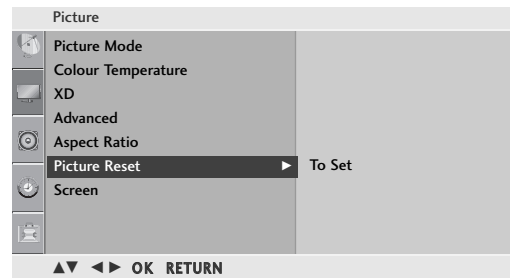 Picture
Picture Mode
Colour Temperature
XD
Advanced
Aspect Ratio
Picture Reset ► To Set
Screen
▲▼ ◄► OK RETURN